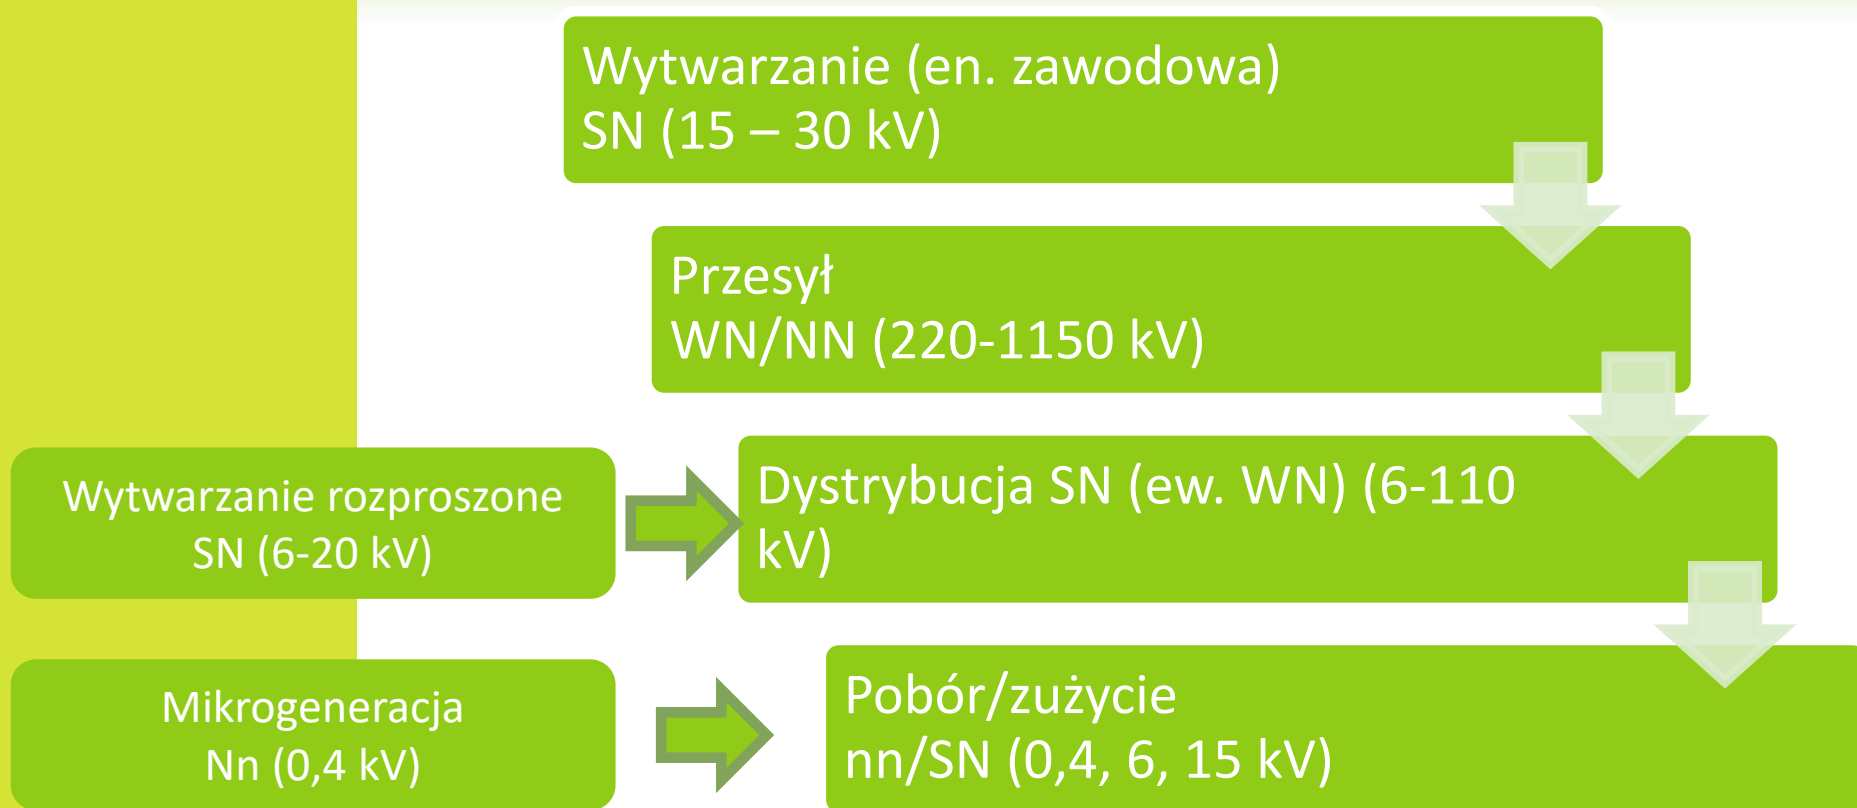 Wytwarzanie (en. zawodowa)
SN (15 – 30 kV)
Przesył
WN/NN (220-1150 kV)
Wytwarzanie rozproszone
SN (6-20 kV)
Dystrybucja SN (ew. WN) (6-110
kV)
Mikrogeneracja
Nn (0,4 kV)
Pobór/zużycie
nn/SN (0,4, 6, 15 kV)